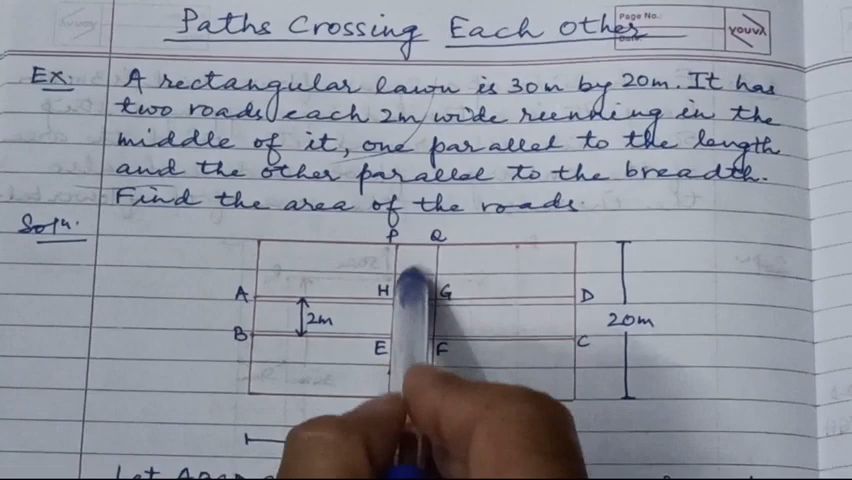 Paths Crossing Each Other
Page No.:
Date:
YOUVA
Ex: A rectangular lawn is 30m by 20m. It has
two roads each 2m wide running in the
middle of it, one parallel to the length
and the other parallel to the breadth.
Find the area of the roads.
Soln.
P Q
A H G D
2m 20m
B E F C
Let